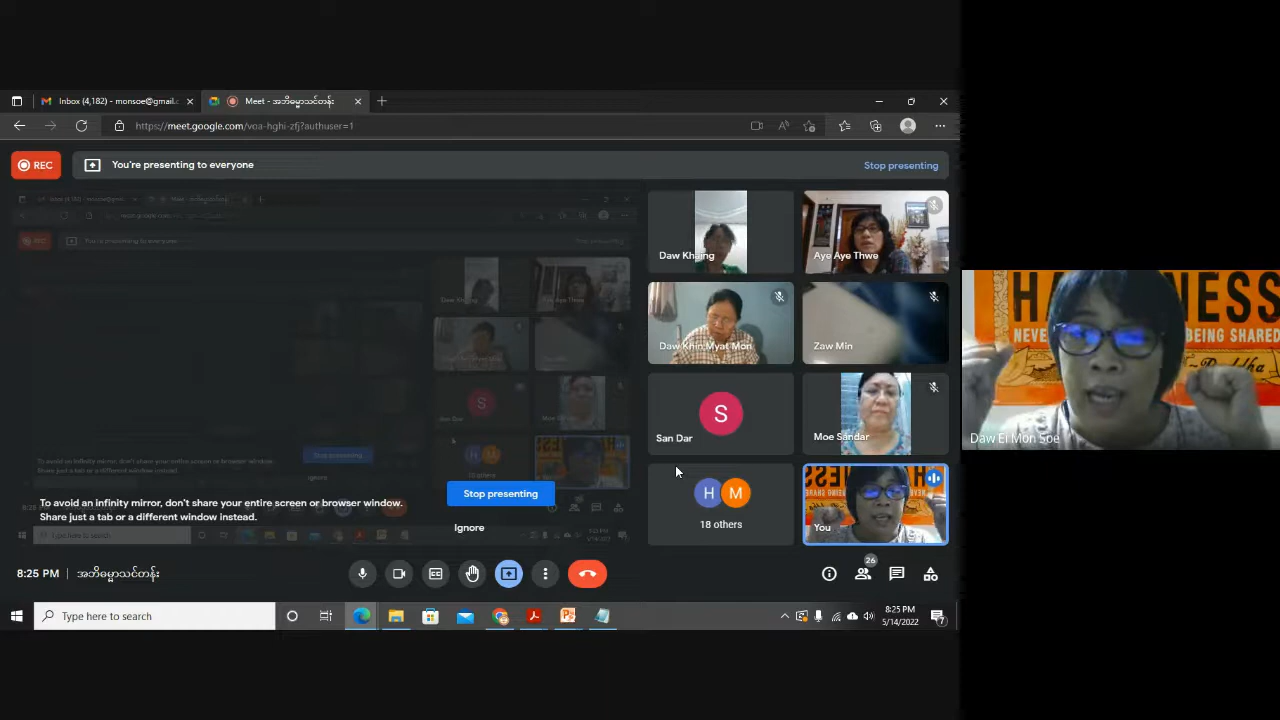 Inbox (4,182) - monsoe@gmail.c
Meet - အဘိဓမ္မာသင်တန်း
https://meet.google.com/voa-hghi-zfj?authuser=1
REC
You're presenting to everyone
Stop presenting
Daw Khaing
Aye Aye Thwe
Daw Khin Myat Mon
Zaw Min
S
San Dar
Moe Sandar
H M
18 others
You
To avoid an infinity mirror, don't share your entire screen or browser window.
Share just a tab or a different window instead.
Stop presenting
Ignore
8:25 PM | အဘိဓမ္မာသင်တန်း
26
Type here to search
8:25 PM
5/14/2022
7
NESS
NEVE
BEING SHARED
Buddha
Daw Ei Mon Soe